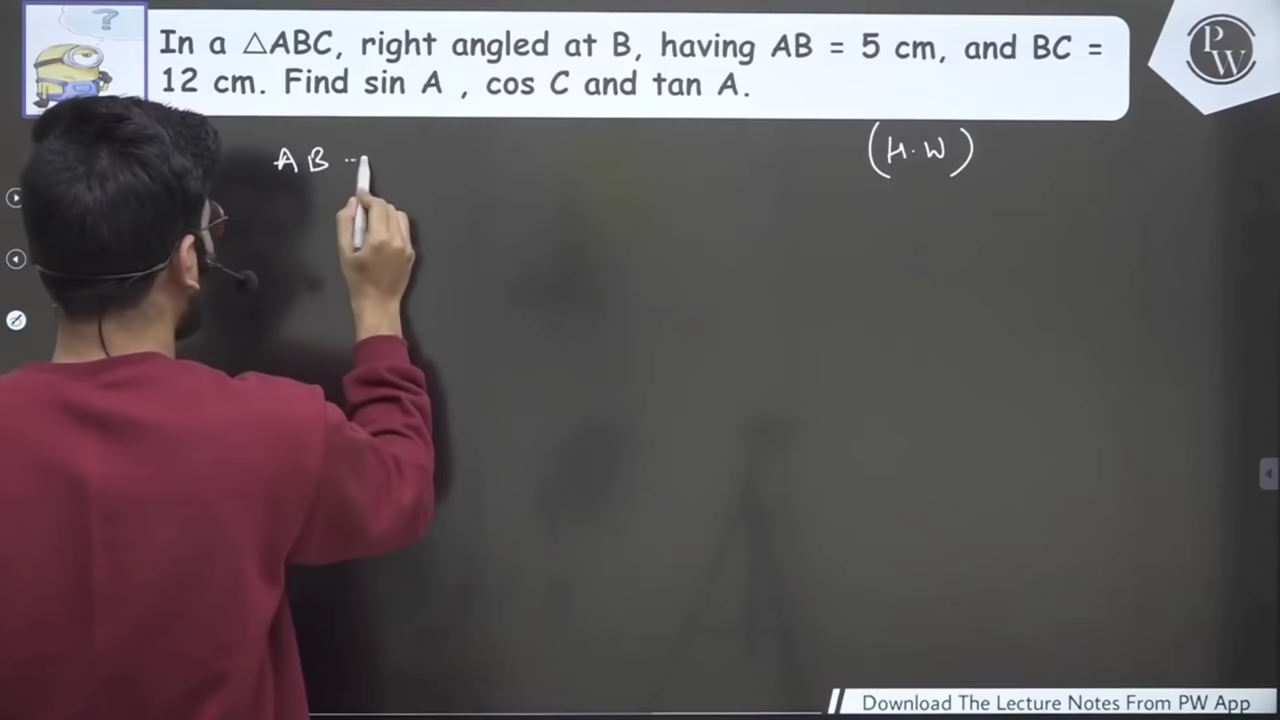 ?
In a △ABC, right angled at B, having AB = 5 cm, and BC =
12 cm. Find sin A , cos C and tan A.
PW
(H.W)
AB
Download The Lecture Notes From PW App